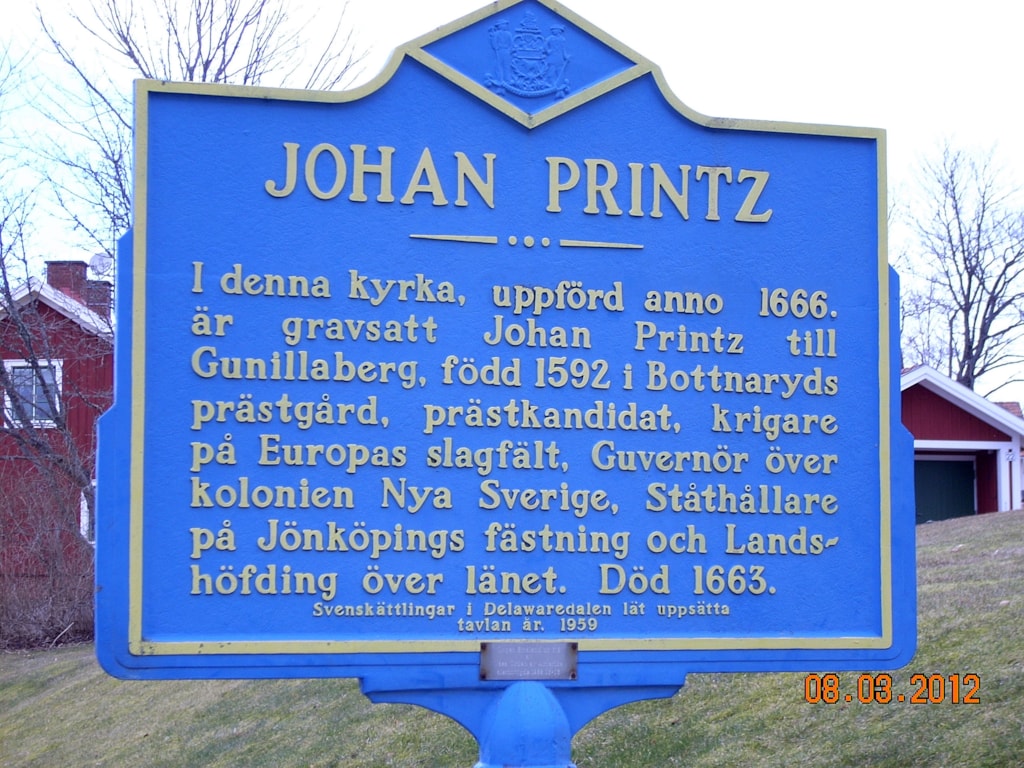 JOHAN PRINTZ
I denna kyrka, uppförd anno 1666.
är gravsatt Johan Printz till
Gunillaberg, född 1592 i Bottnaryds
prästgård, prästkandidat, krigare
på Europas slagfält, Guvernör över
kolonien Nya Sverige, Ståthållare
på Jönköpings fästning och Lands-
höfding över länet. Död 1663.
Svenskättlingar i Delawaredalen lät uppsätta
tavlan år. 1959
08.03.2012